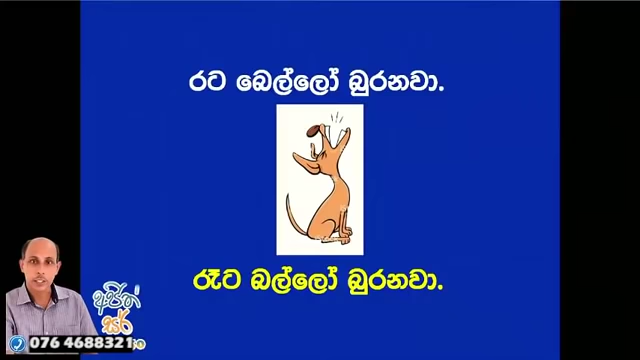 රට බෙල්ලෝ බුරනවා.
රෑට බල්ලෝ බුරනවා.
අජිත්
සර්
076 4688321